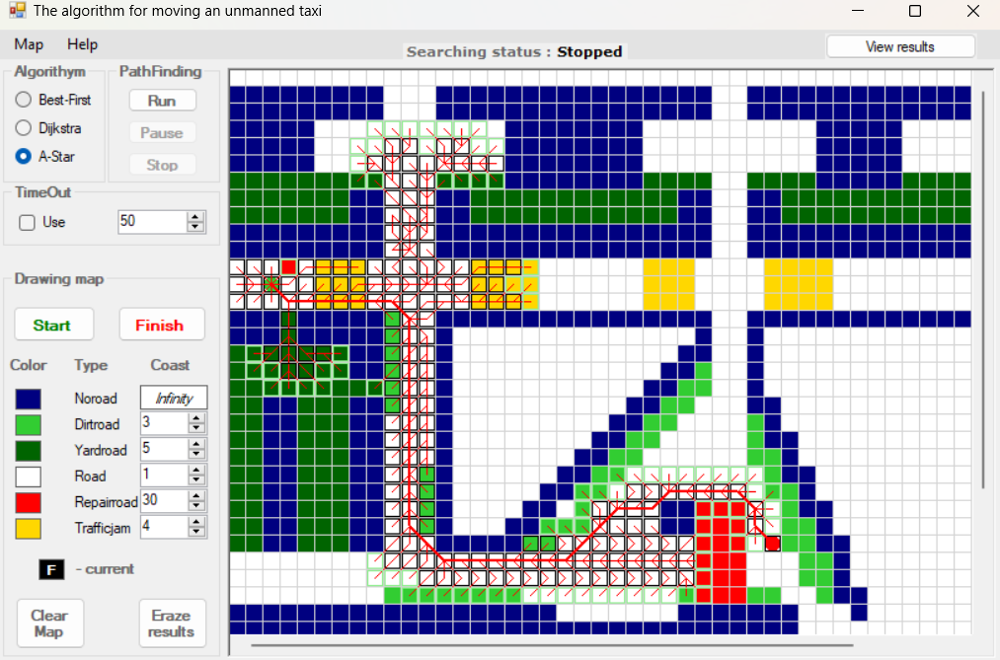 The algorithm for moving an unmanned taxi
Map Help
Searching status : Stopped
View results
Algorithym
Best-First
Dijkstra
A-Star
PathFinding
Run
Pause
Stop
TimeOut
Use 50
Drawing map
Start Finish
Color Type Coast
Noroad Infinity
Dirtroad 3
Yardroad 5
Road 1
Repairroad 30
Trafficjam 4
F - current
Clear
Map
Eraze
results